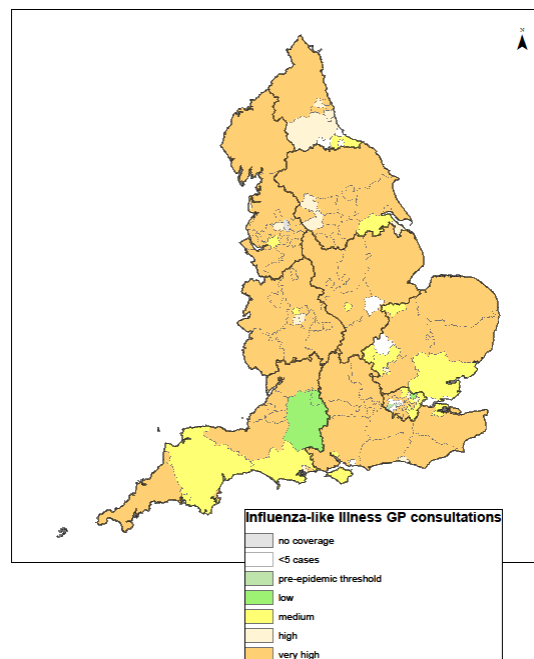 N
Influenza-like Illness GP consultations
no coverage
<5 cases
pre-epidemic threshold
low
medium
high
very high